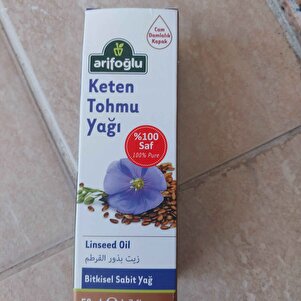 Cam
Damlalık
Kapak
arifoğlu
Keten
Tohmu
Yağı
%100
Saf
100% Pure
Linseed Oil
زيت بذور القرطم
Bitkisel Sabit Yağ